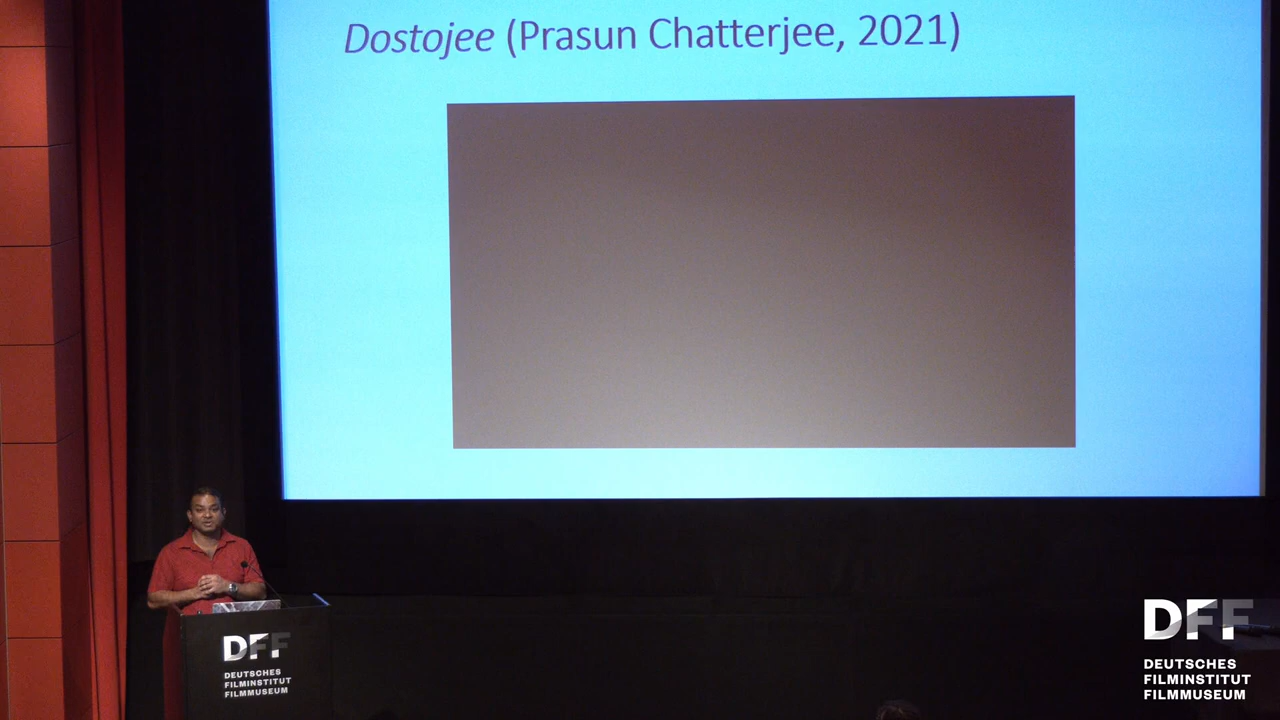 Dostojee (Prasun Chatterjee, 2021)
DFF
DEUTSCHES
FILMINSTITUT
FILMMUSEUM
DFF
DEUTSCHES
FILMINSTITUT
FILMMUSEUM